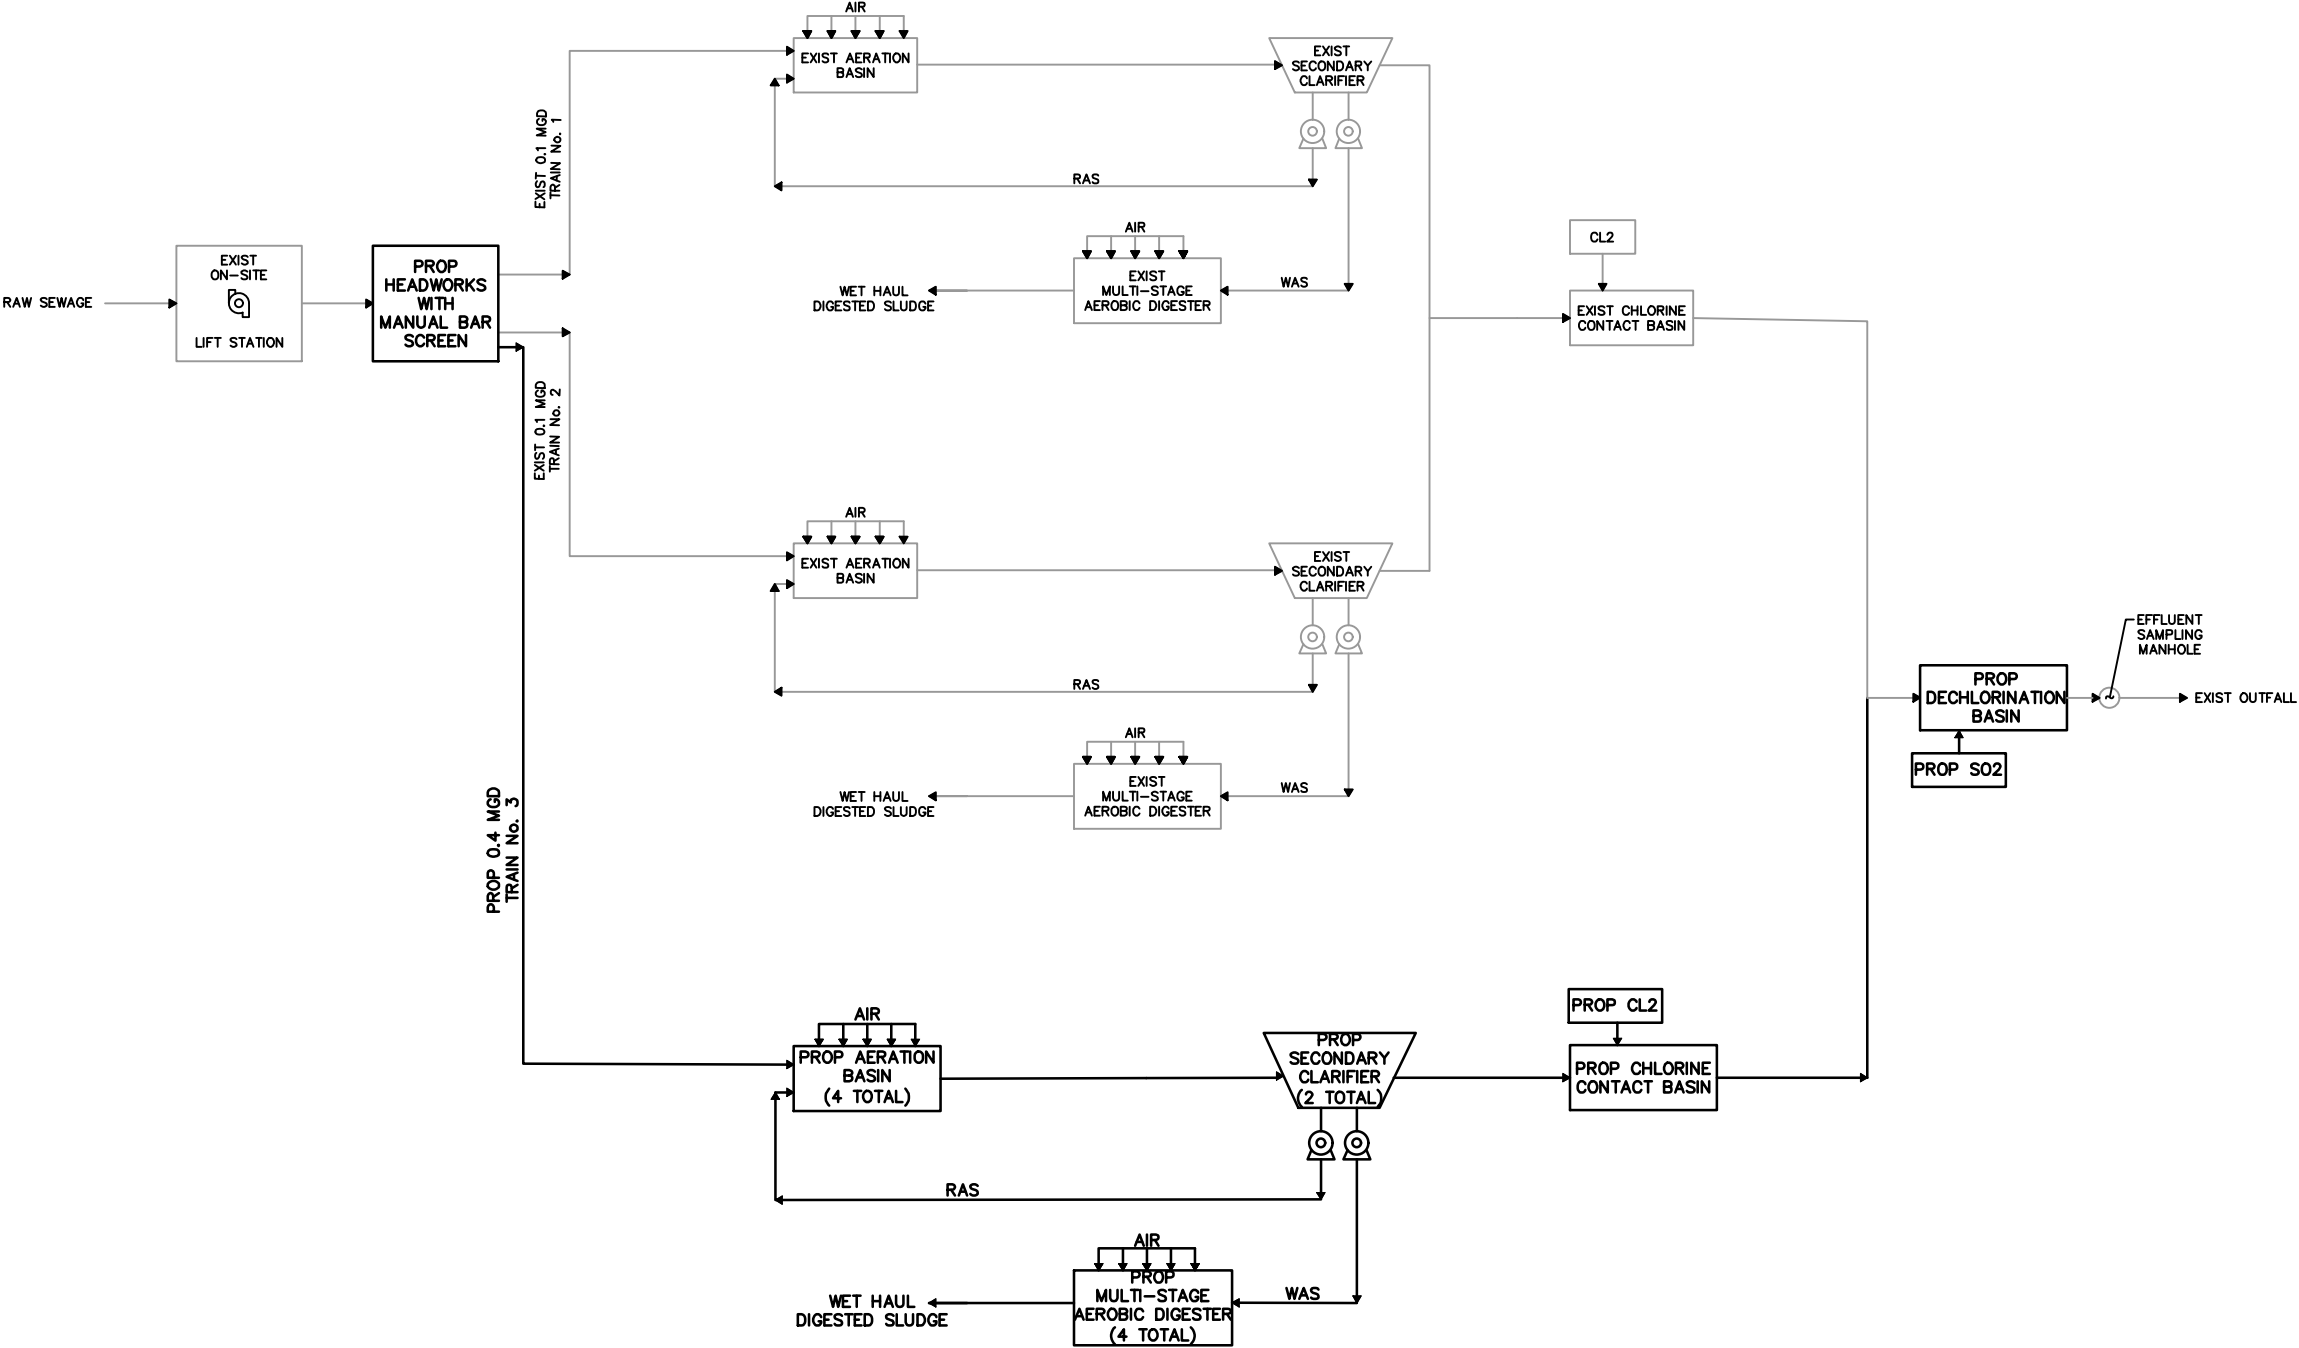 AIR
EXIST AERATION
BASIN
EXIST
SECONDARY
CLARIFIER
EXIST 0.1 MGD
TRAIN No. 1
RAS
AIR
EXIST
MULTI-STAGE
AEROBIC DIGESTER
WAS
WET HAUL
DIGESTED SLUDGE
CL2
EXIST CHLORINE
CONTACT BASIN
RAW SEWAGE
EXIST
ON-SITE
LIFT STATION
PROP
HEADWORKS
WITH
MANUAL BAR
SCREEN
EXIST 0.1 MGD
TRAIN No. 2
AIR
EXIST AERATION
BASIN
EXIST
SECONDARY
CLARIFIER
RAS
AIR
EXIST
MULTI-STAGE
AEROBIC DIGESTER
WAS
WET HAUL
DIGESTED SLUDGE
EFFLUENT
SAMPLING
MANHOLE
PROP
DECHLORINATION
BASIN
~
EXIST OUTFALL
PROP SO2
PROP 0.4 MGD
TRAIN No. 3
AIR
PROP AERATION
BASIN
(4 TOTAL)
PROP
SECONDARY
CLARIFIER
(2 TOTAL)
PROP CL2
PROP CHLORINE
CONTACT BASIN
RAS
AIR
PROP
MULTI-STAGE
AEROBIC DIGESTER
(4 TOTAL)
WAS
WET HAUL
DIGESTED SLUDGE